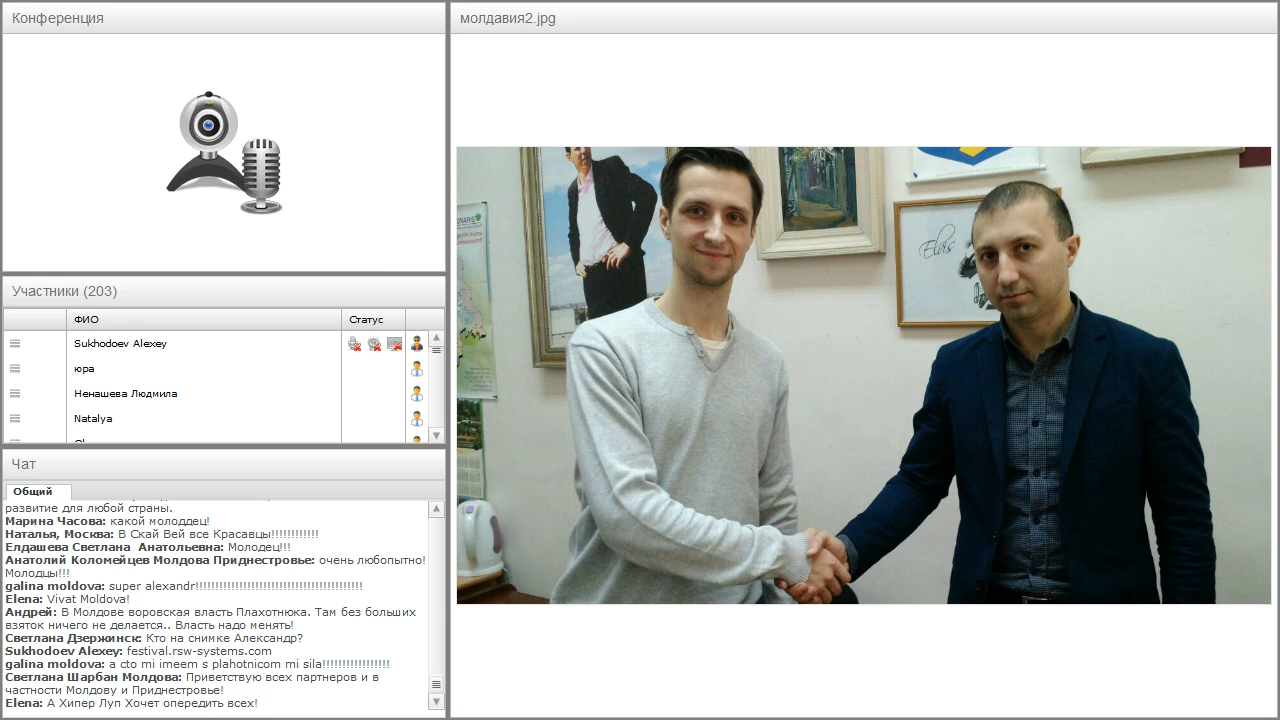 Конференция
молдавия2.jpg
Участники (203)
ФИО
Статус
Sukhodoev Alexey
юра
Ненашева Людмила
Natalya
Чат
Общий
развитие для любой страны.
Марина Часова: какой молоддец!
Наталья, Москва: В Скай Вей все Красавцы!!!!!!!!!!!!
Елдашева Светлана Анатольевна: Молодец!!!
Анатолий Коломейцев Молдова Приднестровье: очень любопытно!
Молодцы!!!
galina moldova: super alexandr!!!!!!!!!!!!!!!!!!!!!!!!!!!!!!!!!!!!!!!!!!
Elena: Vivat Moldova!
Андрей: В Молдове воровская власть Плахотнюка. Там без больших
взяток ничего не делается.. Власть надо менять!
Светлана Дзержинск: Кто на снимке Александр?
Sukhodoev Alexey: festival.rsw-systems.com
galina moldova: a cto mi imeem s plahotnicom mi sila!!!!!!!!!!!!!!!!!
Светлана Шарбан Молдова: Приветствую всех партнеров и в
частности Молдову и Приднестровье!
Elena: А Хипер Луп Хочет опередить всех!
Elvis